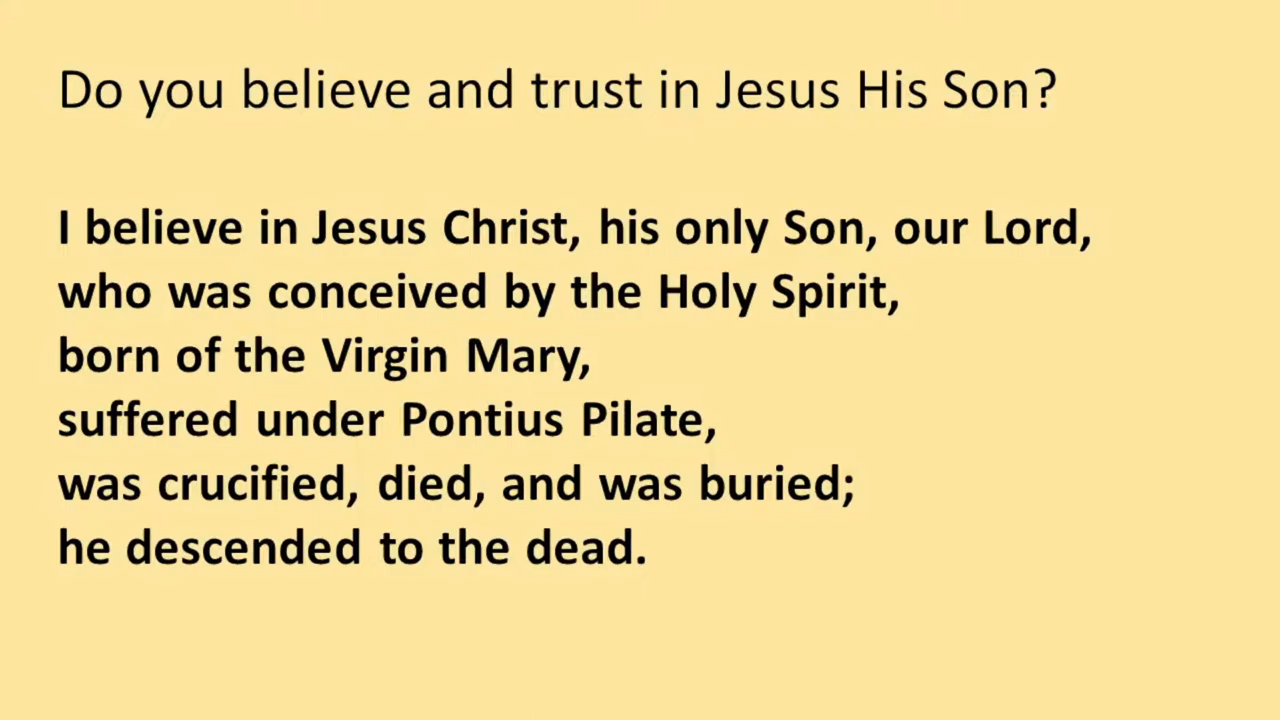 Do you believe and trust in Jesus His Son?
I believe in Jesus Christ, his only Son, our Lord,
who was conceived by the Holy Spirit,
born of the Virgin Mary,
suffered under Pontius Pilate,
was crucified, died, and was buried;
he descended to the dead.